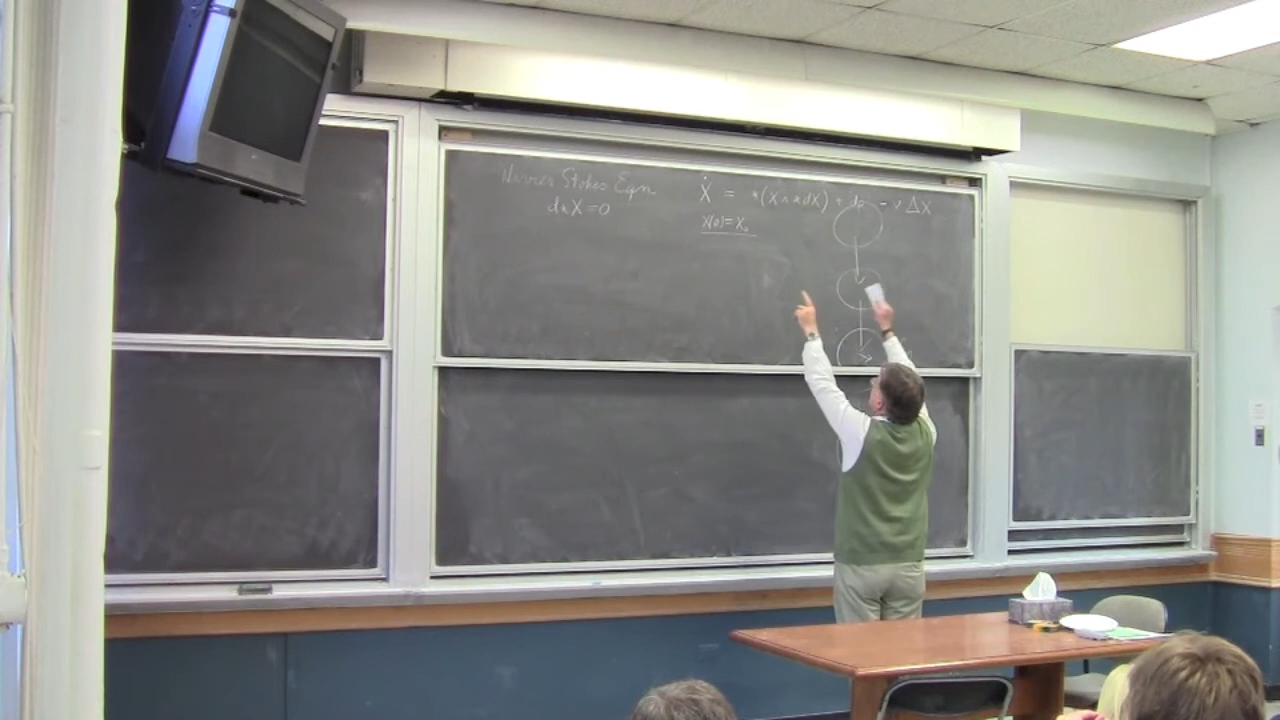 Navier Stokes Eqn Ẋ = *(X∧*dX) + dp - ν ΔX
d*X=0 X(0)=X₀